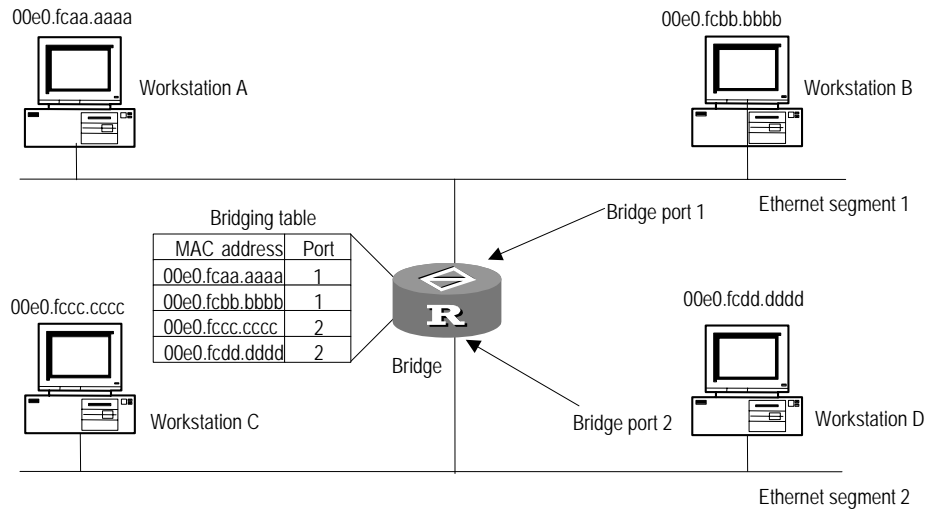 00e0.fcaa.aaaa
00e0.fcbb.bbbb
Workstation A
Workstation B
Ethernet segment 1
Bridge port 1
Bridging table
MAC address Port
00e0.fcaa.aaaa 1
00e0.fcbb.bbbb 1
00e0.fccc.cccc 2
00e0.fcdd.dddd 2
R
Bridge
00e0.fccc.cccc
00e0.fcdd.dddd
Workstation C
Bridge port 2
Workstation D
Ethernet segment 2